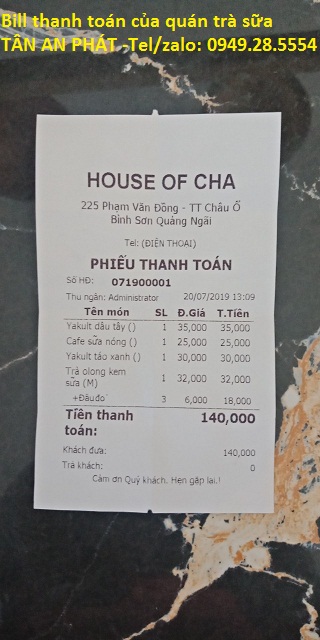 Bill thanh toán của quán trà sữa
TÂN AN PHÁT -Tel/zalo: 0949.28.5554
HOUSE OF CHA
225 Phạm Văn Đồng - TT Châu Ổ
Bình Sơn Quảng Ngãi
Tel: (ĐIỆN THOẠI)
PHIẾU THANH TOÁN
Số HĐ: 071900001
Thu ngân: Administrator 20/07/2019 13:09
Tên món SL Đ.Giá T.Tiền
Yakult dâu tây () 1 35,000 35,000
Cafe sữa nóng () 1 25,000 25,000
Yakult táo xanh () 1 30,000 30,000
Trà olong kem 1 32,000 32,000
sữa (M)
+Đậu đỏ 3 6,000 18,000
Tiền thanh 140,000
toán:
Khách đưa: 140,000
Trả khách: 0
Cảm ơn Quý khách. Hẹn gặp lại.!